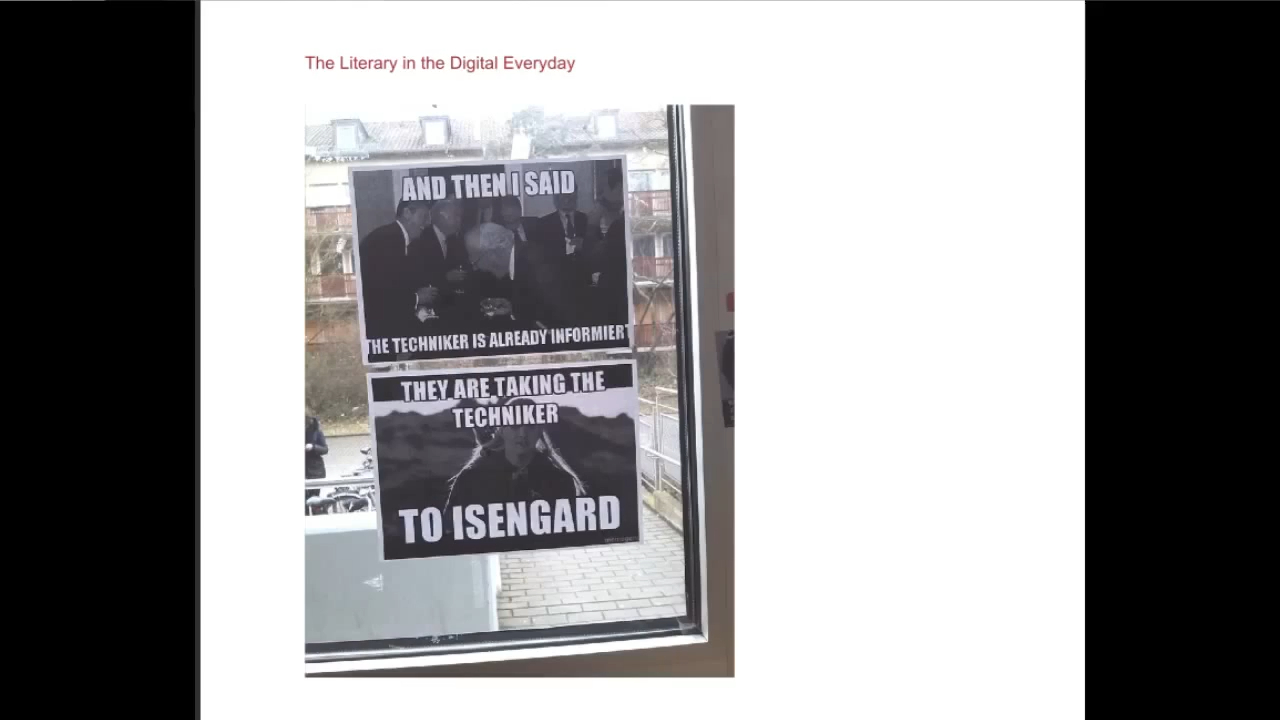 The Literary in the Digital Everyday
AND THEN I SAID
THE TECHNIKER IS ALREADY INFORMIERT
THEY ARE TAKING THE
TECHNIKER
TO ISENGARD